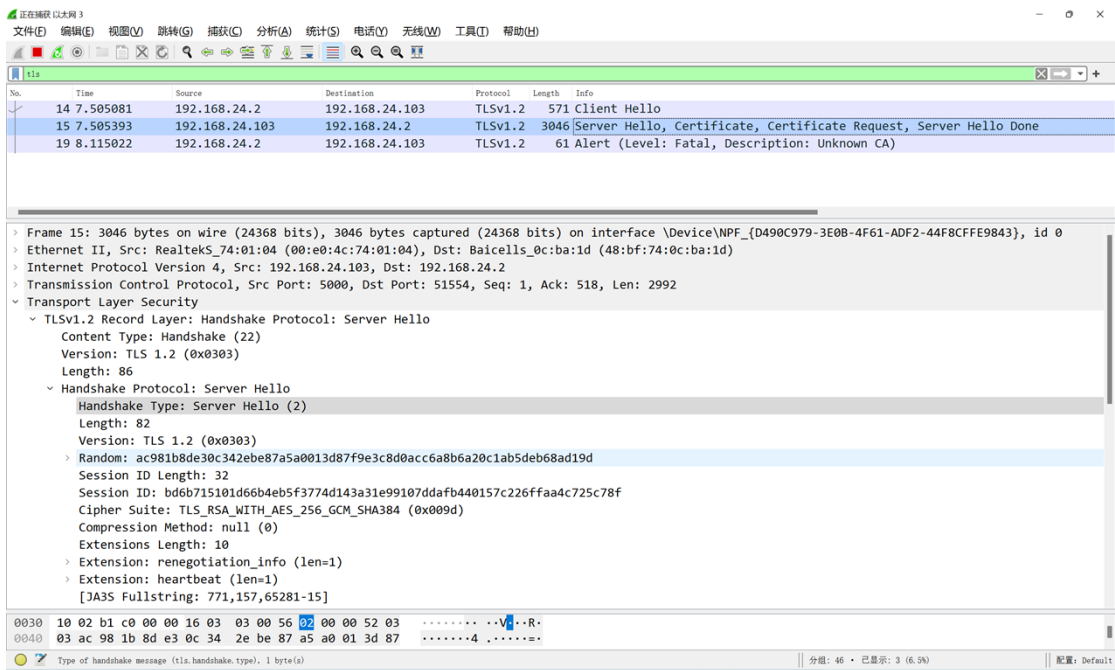 正在捕获 以太网 3
文件(F) 编辑(E) 视图(V) 跳转(G) 捕获(C) 分析(A) 统计(S) 电话(Y) 无线(W) 工具(T) 帮助(H)
tls
No. Time Source Destination Protocol Length Info
14 7.505081 192.168.24.2 192.168.24.103 TLSv1.2 571 Client Hello
15 7.505393 192.168.24.103 192.168.24.2 TLSv1.2 3046 Server Hello, Certificate, Certificate Request, Server Hello Done
19 8.115022 192.168.24.2 192.168.24.103 TLSv1.2 61 Alert (Level: Fatal, Description: Unknown CA)
Frame 15: 3046 bytes on wire (24368 bits), 3046 bytes captured (24368 bits) on interface \Device\NPF_{D490C979-3E0B-4F61-ADF2-44F8CFFE9843}, id 0
Ethernet II, Src: RealtekS_74:01:04 (00:e0:4c:74:01:04), Dst: Baicells_0c:ba:1d (48:bf:74:0c:ba:1d)
Internet Protocol Version 4, Src: 192.168.24.103, Dst: 192.168.24.2
Transmission Control Protocol, Src Port: 5000, Dst Port: 51554, Seq: 1, Ack: 518, Len: 2992
Transport Layer Security
TLSv1.2 Record Layer: Handshake Protocol: Server Hello
Content Type: Handshake (22)
Version: TLS 1.2 (0x0303)
Length: 86
Handshake Protocol: Server Hello
Handshake Type: Server Hello (2)
Length: 82
Version: TLS 1.2 (0x0303)
Random: ac981b8de30c342ebe87a5a0013d87f9e3c8d0acc6a8b6a20c1ab5deb68ad19d
Session ID Length: 32
Session ID: bd6b715101d66b4eb5f3774d143a31e99107ddafb440157c226ffaa4c725c78f
Cipher Suite: TLS_RSA_WITH_AES_256_GCM_SHA384 (0x009d)
Compression Method: null (0)
Extensions Length: 10
Extension: renegotiation_info (len=1)
Extension: heartbeat (len=1)
[JA3S Fullstring: 771,157,65281-15]
0030 10 02 b1 c0 00 00 16 03 03 00 56 02 00 00 52 03 ········ ··V···R·
0040 03 ac 98 1b 8d e3 0c 34 2e be 87 a5 a0 01 3d 87 ·······4 .·····=·
Type of handshake message (tls.handshake.type), 1 byte(s)
分组: 46 · 已显示: 3 (6.5%)
配置: Default